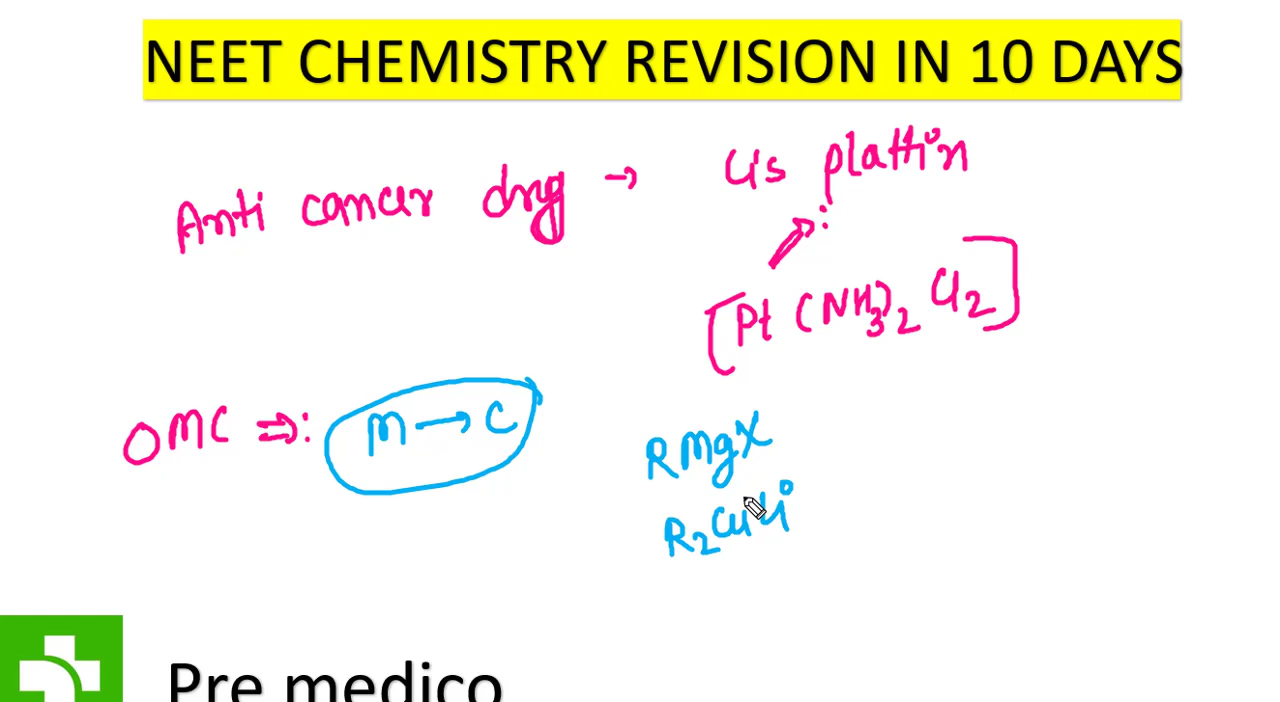 NEET CHEMISTRY REVISION IN 10 DAYS
Anti cancer drug → Cis plattin
[Pt (NH3)2 Cl2]
OMC ⇒: M → C
RMgX
R2CuLi
Pre medico